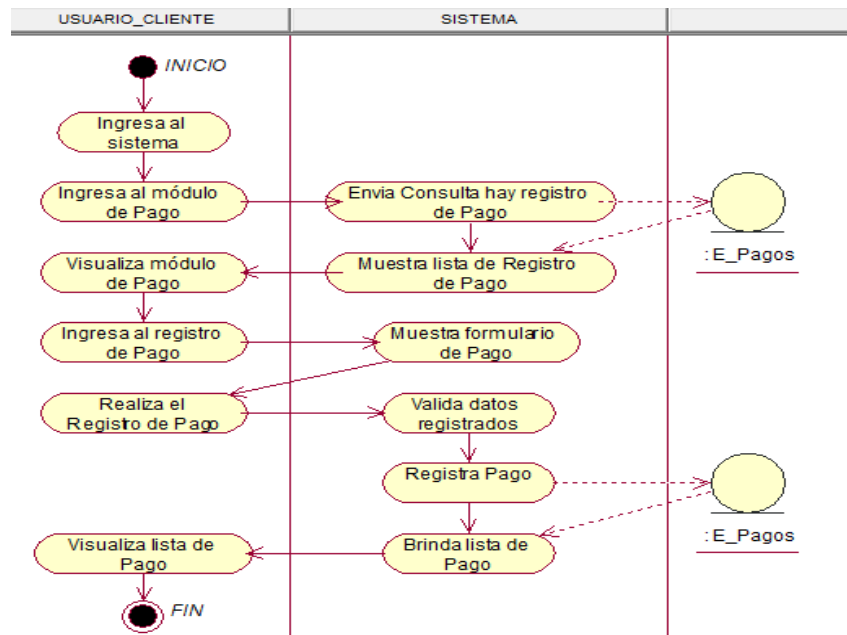 USUARIO_CLIENTE
SISTEMA
INICIO
Ingresa al
sistema
Ingresa al módulo
de Pago
Envia Consulta hay registro
de Pago
:E_Pagos
Visualiza módulo
de Pago
Muestra lista de Registro
de Pago
Ingresa al registro
de Pago
Muestra formulario
de Pago
Realiza el
Registro de Pago
Valida datos
registrados
Registra Pago
:E_Pagos
Visualiza lista de
Pago
Brinda lista de
Pago
FIN